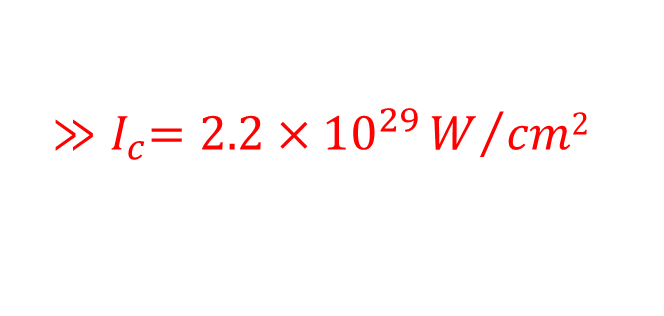 ≫ I_c = 2.2 × 10^29 W/cm^2